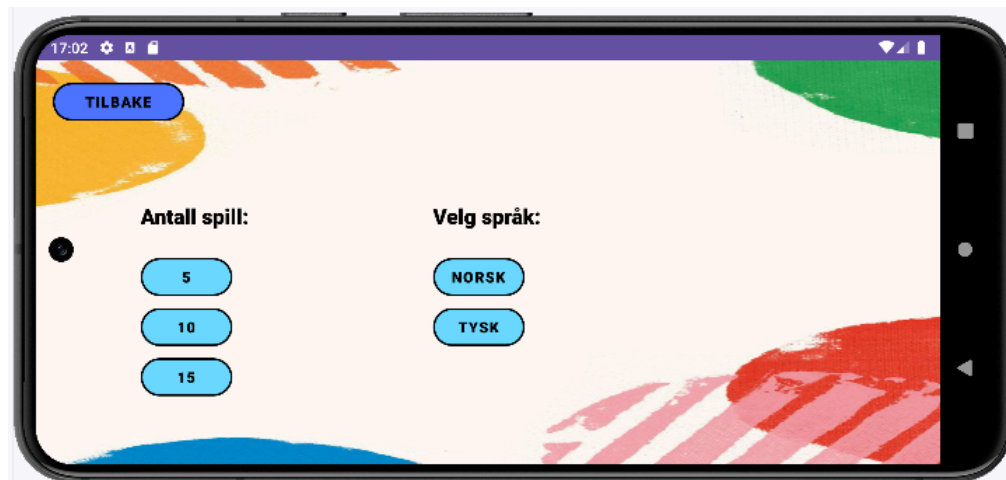 17:02
TILBAKE
Antall spill:
Velg språk:
5
NORSK
10
TYSK
15